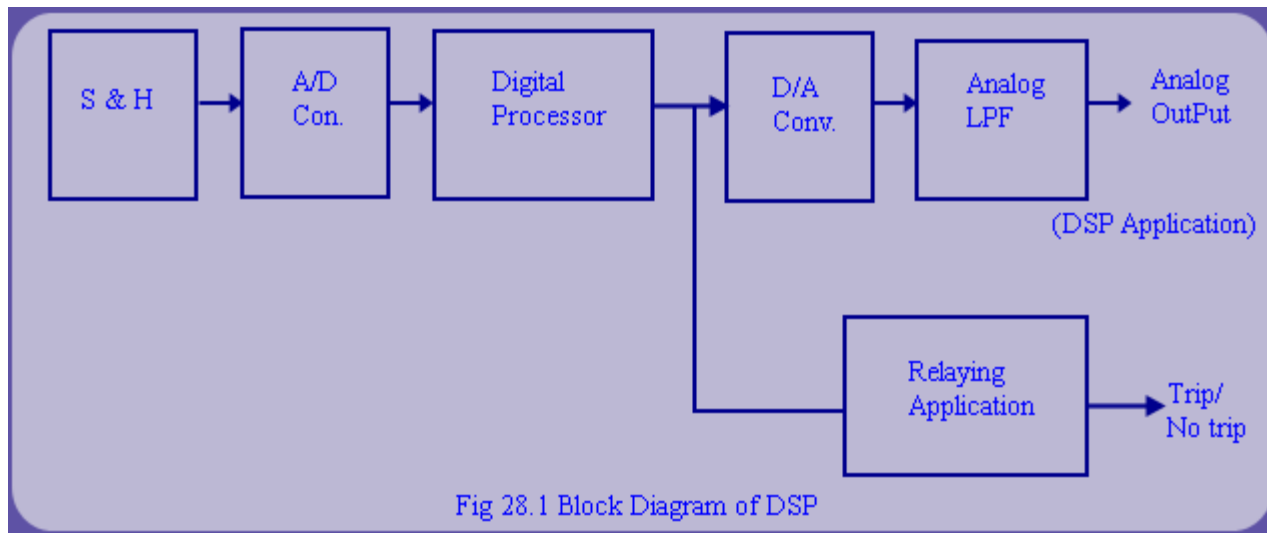 S & H
A/D
Con.
Digital
Processor
D/A
Conv.
Analog
LPF
Analog
OutPut
(DSP Application)
Relaying
Application
Trip/
No trip
Fig 28.1 Block Diagram of DSP